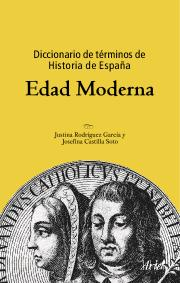 Diccionario de términos de
Historia de España
Edad Moderna
Justina Rodríguez García y
Josefina Castilla Soto
Ariel